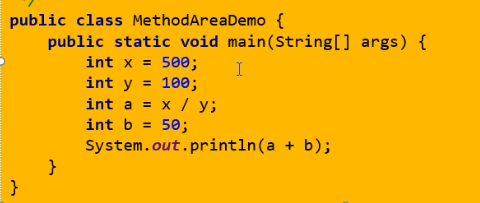 */
public class MethodAreaDemo {
public static void main(String[] args) {
int x = 500;
int y = 100;
int a = x / y;
int b = 50;
System.out.println(a + b);
}
}